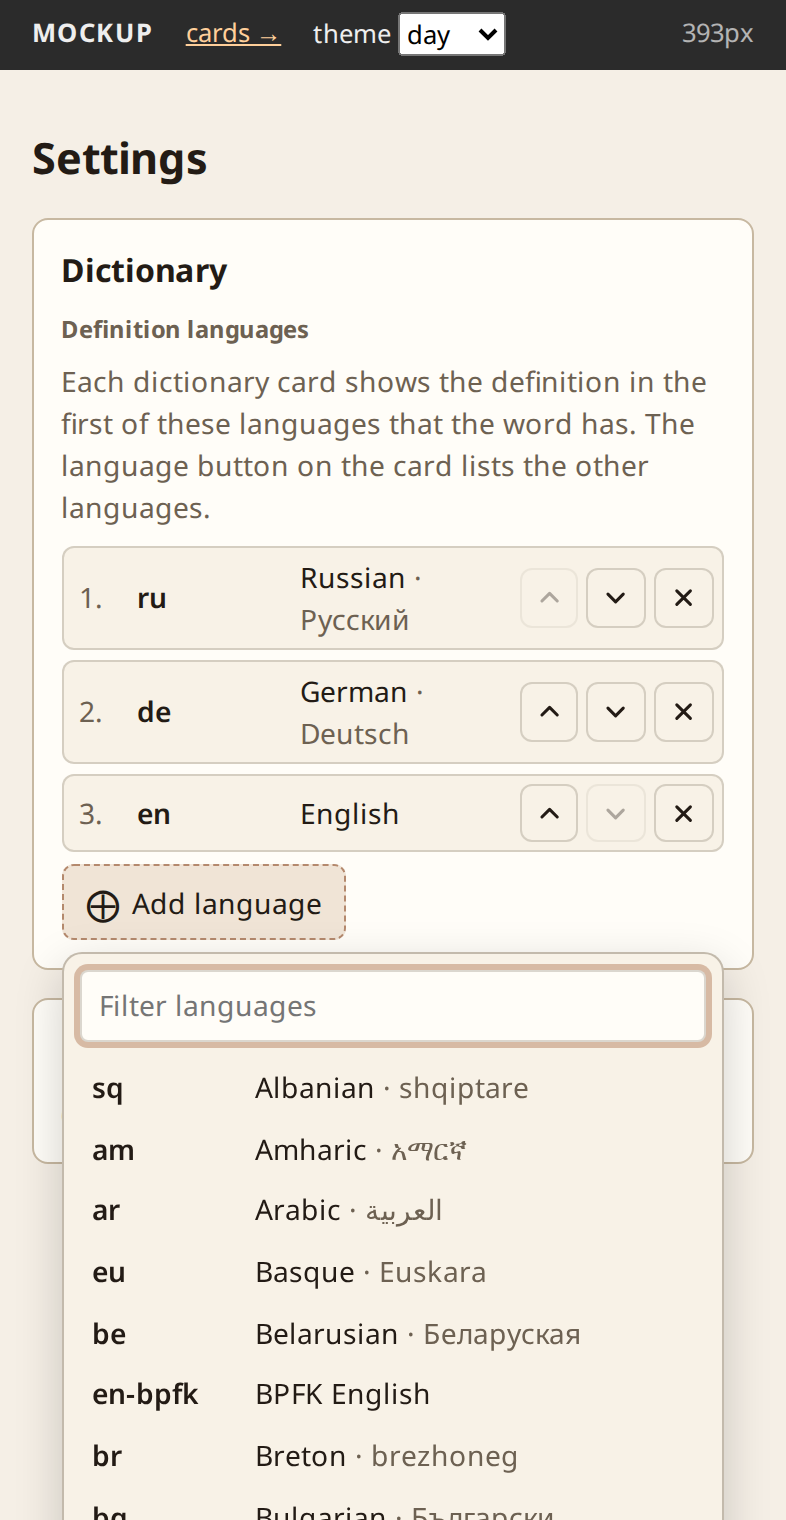 MOCKUP cards → theme day 393px
Settings
Dictionary
Definition languages
Each dictionary card shows the definition in the
first of these languages that the word has. The
language button on the card lists the other
languages.
1. ru Russian ·
Русский
2. de German ·
Deutsch
3. en English
Add language
Filter languages
sq Albanian · shqiptare
am Amharic · አማርኛ
ar Arabic · العربية
eu Basque · Euskara
be Belarusian · Беларуская
en-bpfk BPFK English
br Breton · brezhoneg
bg Bulgarian · Български